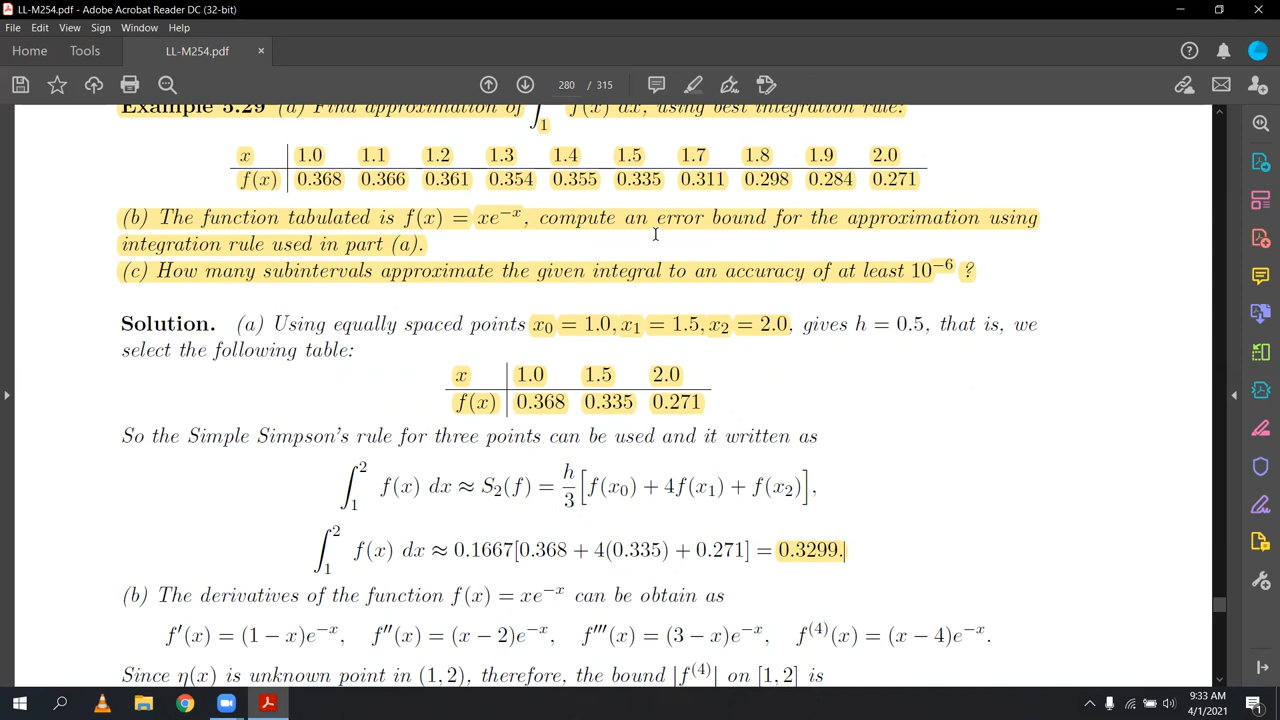 LL-M254.pdf - Adobe Acrobat Reader DC (32-bit)
File Edit View Sign Window Help
Home Tools LL-M254.pdf ×
280 / 315
Example 5.29 (a) Find approximation of ∫₁ f(x) dx, using best integration rule:
x 1.0 1.1 1.2 1.3 1.4 1.5 1.7 1.8 1.9 2.0
f(x) 0.368 0.366 0.361 0.354 0.355 0.335 0.311 0.298 0.284 0.271
(b) The function tabulated is f(x) = xe⁻ˣ, compute an error bound for the approximation using
integration rule used in part (a).
(c) How many subintervals approximate the given integral to an accuracy of at least 10⁻⁶ ?
Solution. (a) Using equally spaced points x₀ = 1.0, x₁ = 1.5, x₂ = 2.0, gives h = 0.5, that is, we
select the following table:
x 1.0 1.5 2.0
f(x) 0.368 0.335 0.271
So the Simple Simpson's rule for three points can be used and it written as
∫₁² f(x) dx ≈ S₂(f) = h/3 [f(x₀) + 4f(x₁) + f(x₂)],
∫₁² f(x) dx ≈ 0.1667[0.368 + 4(0.335) + 0.271] = 0.3299.
(b) The derivatives of the function f(x) = xe⁻ˣ can be obtain as
f′(x) = (1 − x)e⁻ˣ, f″(x) = (x − 2)e⁻ˣ, f‴(x) = (3 − x)e⁻ˣ, f⁽⁴⁾(x) = (x − 4)e⁻ˣ.
Since η(x) is unknown point in (1, 2), therefore, the bound |f⁽⁴⁾| on [1, 2] is
9:33 AM
4/1/2021
1